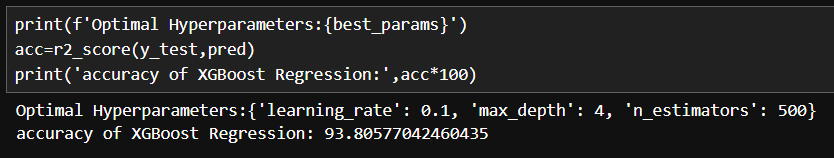 print(f'Optimal Hyperparameters:{best_params}')
acc=r2_score(y_test,pred)
print('accuracy of XGBoost Regression:',acc*100)
Optimal Hyperparameters:{'learning_rate': 0.1, 'max_depth': 4, 'n_estimators': 500}
accuracy of XGBoost Regression: 93.80577042460435